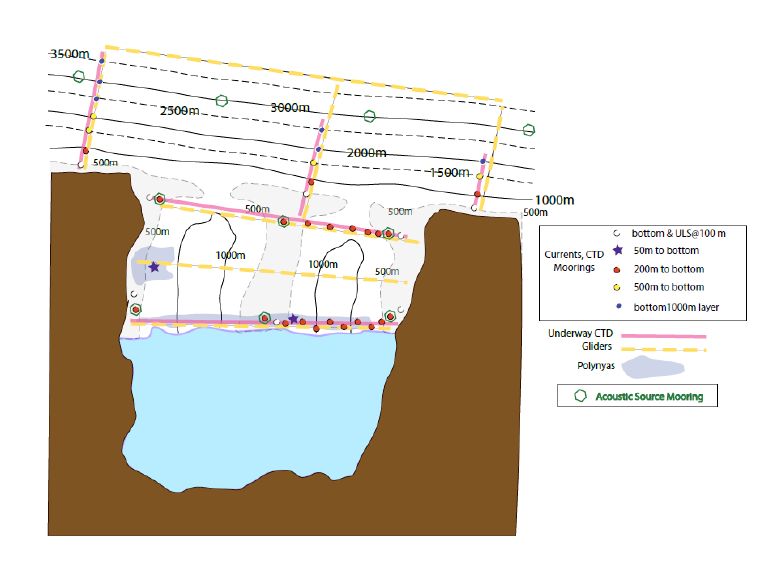 3500m
2500m
3000m
2000m
500m
1500m
1000m
500m
500m
500m
500m
1000m
1000m
500m
bottom & ULS@100 m
Currents, CTD
Moorings
50m to bottom
200m to bottom
500m to bottom
bottom1000m layer
Underway CTD
Gliders
Polynyas
Acoustic Source Mooring